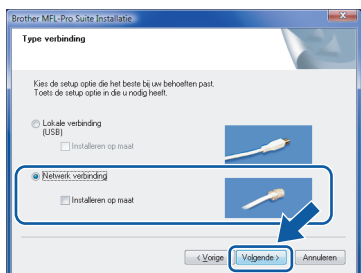 Brother MFL-Pro Suite Installatie
Type verbinding
Kies de setup optie die het beste bij uw behoeften past.
Toets de setup optie in die u nodig heeft.
Lokale verbinding
(USB)
Installeren op maat
Netwerk verbinding
Installeren op maat
< Vorige Volgende > Annuleren